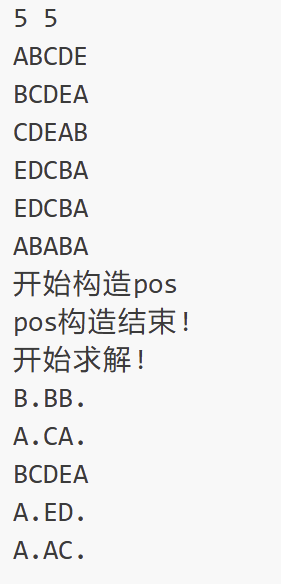 5 5
ABCDE
BCDEA
CDEAB
EDCBA
EDCBA
ABABA
开始构造pos
pos构造结束!
开始求解!
B.BB.
A.CA.
BCDEA
A.ED.
A.AC.